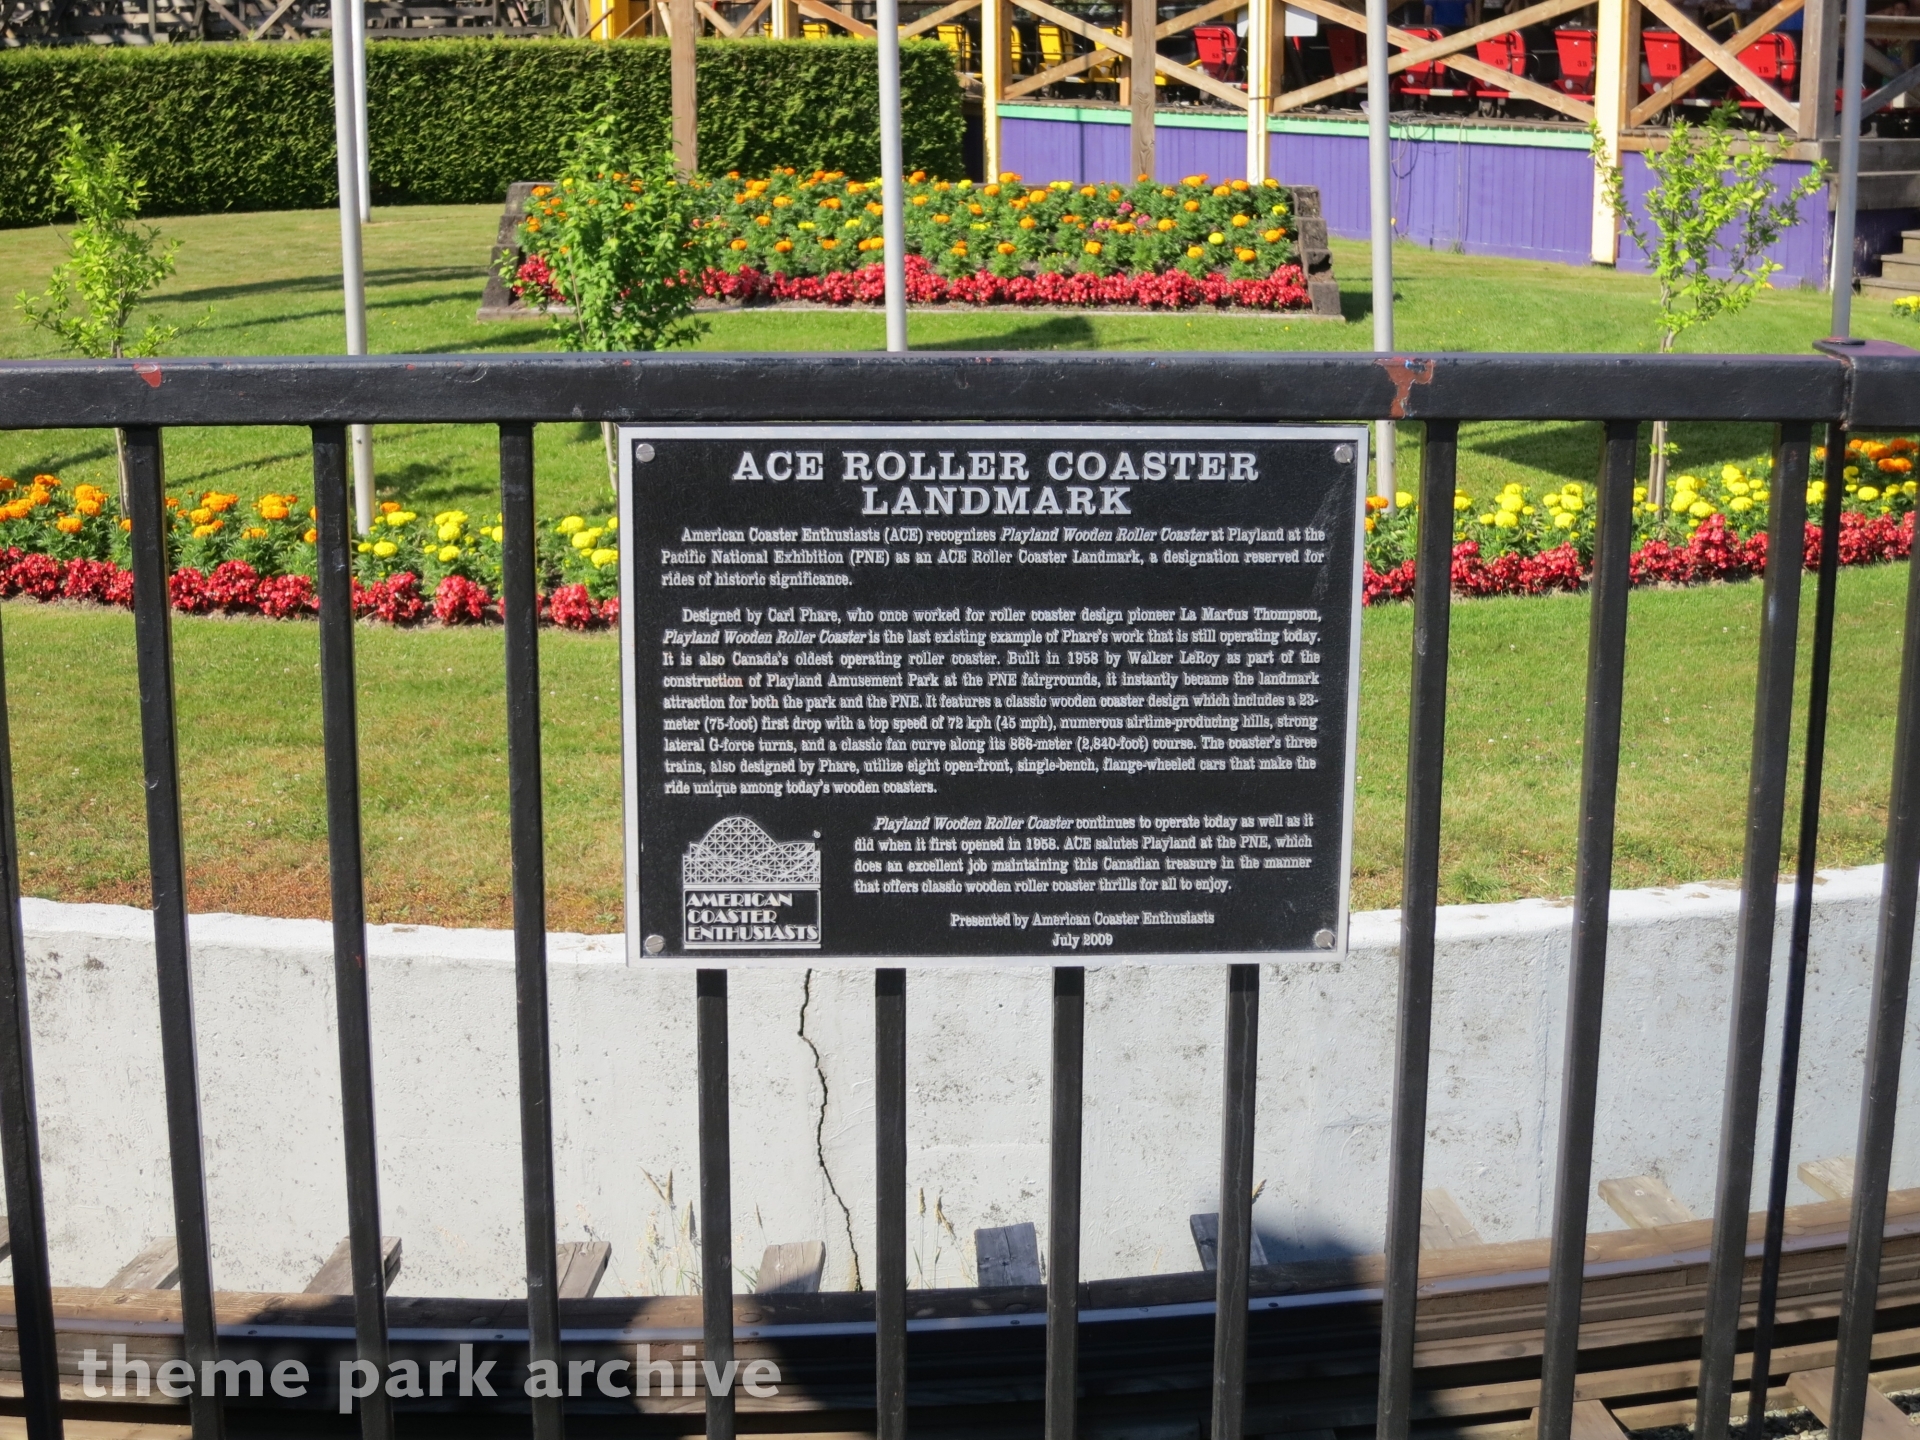 ACE ROLLER COASTER
LANDMARK
American Coaster Enthusiasts (ACE) recognizes Playland Wooden Roller Coaster at Playland at the
Pacific National Exhibition (PNE) as an ACE Roller Coaster Landmark, a designation reserved for
rides of historic significance.
Designed by Carl Phare, who once worked for roller coaster design pioneer La Marcus Thompson,
Playland Wooden Roller Coaster is the last existing example of Phare's work that is still operating today.
It is also Canada's oldest operating roller coaster. Built in 1958 by Walker LeRoy as part of the
construction of Playland Amusement Park at the PNE fairgrounds, it instantly became the landmark
attraction for both the park and the PNE. It features a classic wooden coaster design which includes a 23-
meter (75-foot) first drop with a top speed of 72 kph (45 mph), numerous airtime-producing hills, strong
lateral G-force turns, and a classic fan curve along its 866-meter (2,840-foot) course. The coaster's three
trains, also designed by Phare, utilize eight open-front, single-bench, flange-wheeled cars that make the
ride unique among today's wooden coasters.
Playland Wooden Roller Coaster continues to operate today as well as it
did when it first opened in 1958. ACE salutes Playland at the PNE, which
does an excellent job maintaining this Canadian treasure in the manner
that offers classic wooden roller coaster thrills for all to enjoy.
AMERICAN
COASTER
ENTHUSIASTS
Presented by American Coaster Enthusiasts
July 2009
theme park archive